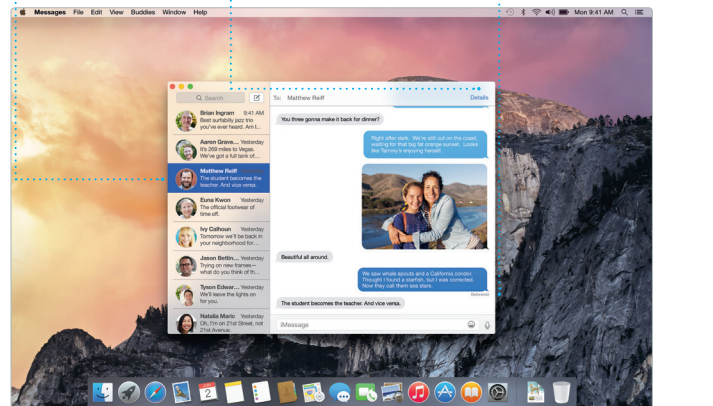 Messages File Edit View Buddies Window Help
Mon 9:41 AM
Search
To: Matthew Reiff
Details
Brian Ingram 9:41 AM
Best surfabilly jazz trio
you've ever heard. Am I...
Aaron Grave... Yesterday
It's 269 miles to Vegas.
We've got a full tank of...
Matthew Reiff
The student becomes the
teacher. And vice versa.
Euna Kwon Yesterday
The official footwear of
time off.
Ivy Calhoun Yesterday
Tomorrow we'll be back in
your neighborhood for...
Jason Bettin... Yesterday
Trying on new frames—
what do you think of th...
Tyson Edwar... Yesterday
We'll leave the lights on
for you.
Natalia Maric Yesterday
Oh, I'm on 21st Street, not
21st Avenue.
You three gonna make it back for dinner?
Right after dark. We're still out on the coast,
waiting for that big fat orange sunset. Looks
like Tammy's enjoying herself.
Beautiful all around.
We saw whale spouts and a California condor.
Thought I found a starfish, but I was corrected.
Now they call them sea stars.
Delivered
The student becomes the teacher. And vice versa.
iMessage
2